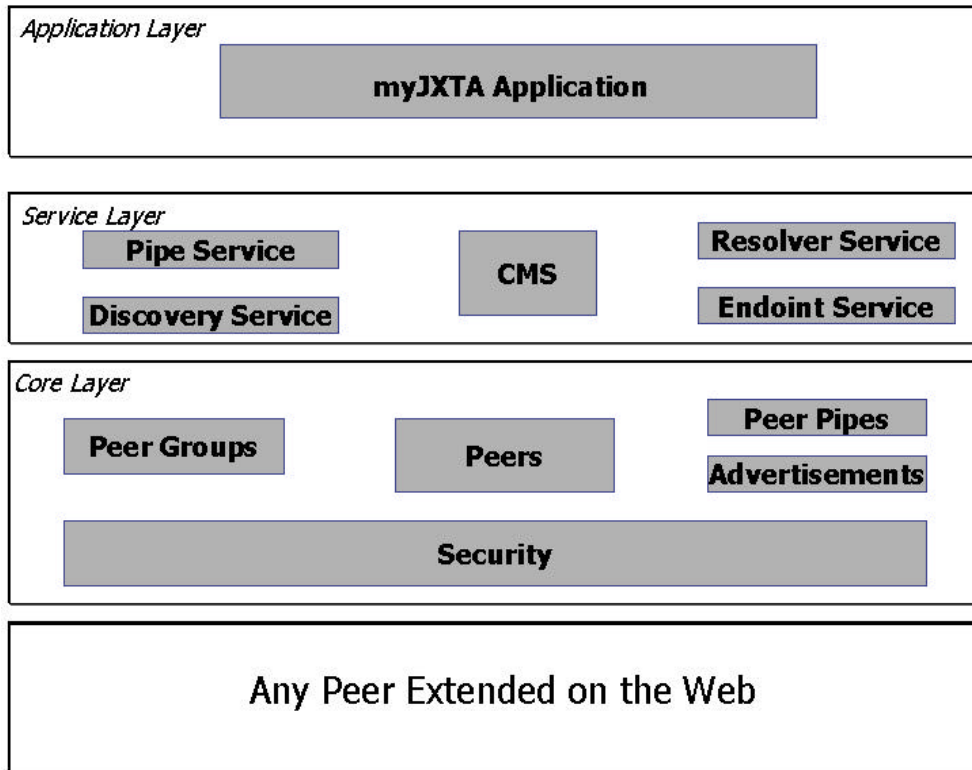 Application Layer
myJXTA Application
Service Layer
Pipe Service
CMS
Resolver Service
Discovery Service
Endoint Service
Core Layer
Peer Groups
Peers
Peer Pipes
Advertisements
Security
Any Peer Extended on the Web